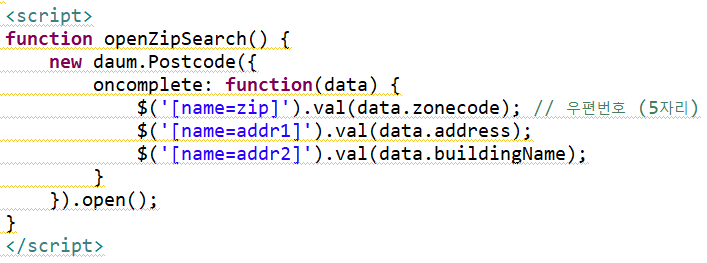 <script>
function openZipSearch() {
    new daum.Postcode({
        oncomplete: function(data) {
            $('[name=zip]').val(data.zonecode); // 우편번호 (5자리)
            $('[name=addr1]').val(data.address);
            $('[name=addr2]').val(data.buildingName);
        }
    }).open();
}
</script>